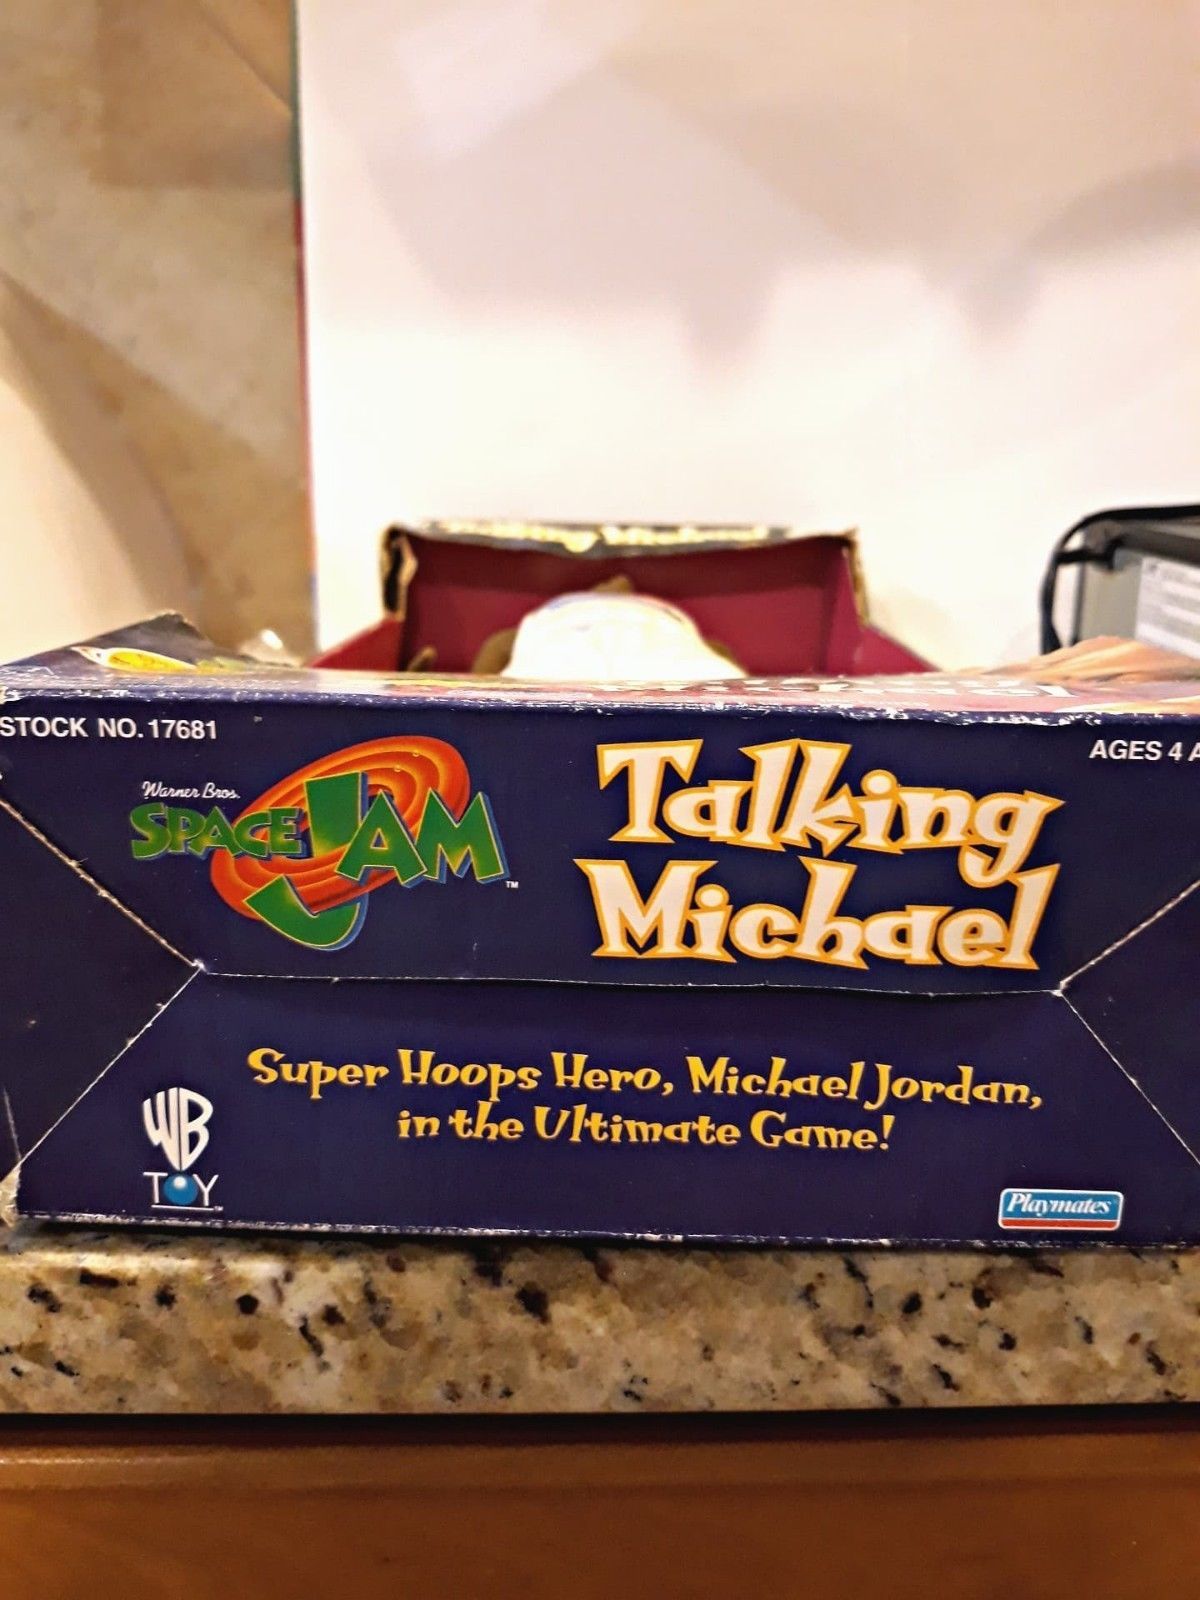 STOCK NO. 17681
AGES 4 A
Warner Bros.
SPACE JAM
™
Talking
Michael
Super Hoops Hero, Michael Jordan,
in the Ultimate Game!
WB
TOY
Playmates